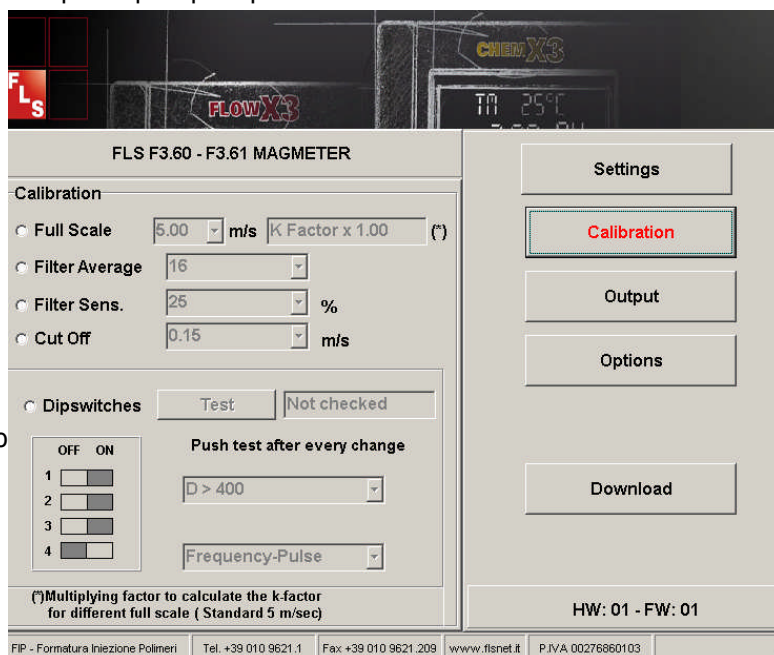 FLS
FLOWX3
CHEMX3
TM 25°C
FLS F3.60 - F3.61 MAGMETER
Calibration
Full Scale 5.00 m/s K Factor x 1.00 (*)
Filter Average 16
Filter Sens. 25 %
Cut Off 0.15 m/s
Dipswitches Test Not checked
OFF ON
Push test after every change
1
2
3
4
D > 400
Frequency-Pulse
(*)Multiplying factor to calculate the k-factor
for different full scale ( Standard 5 m/sec)
Settings
Calibration
Output
Options
Download
HW: 01 - FW: 01
FIP - Formatura Iniezione Polimeri Tel. +39 010 9621.1 Fax +39 010 9621.209 www.flsnet.it P.IVA 00276860103